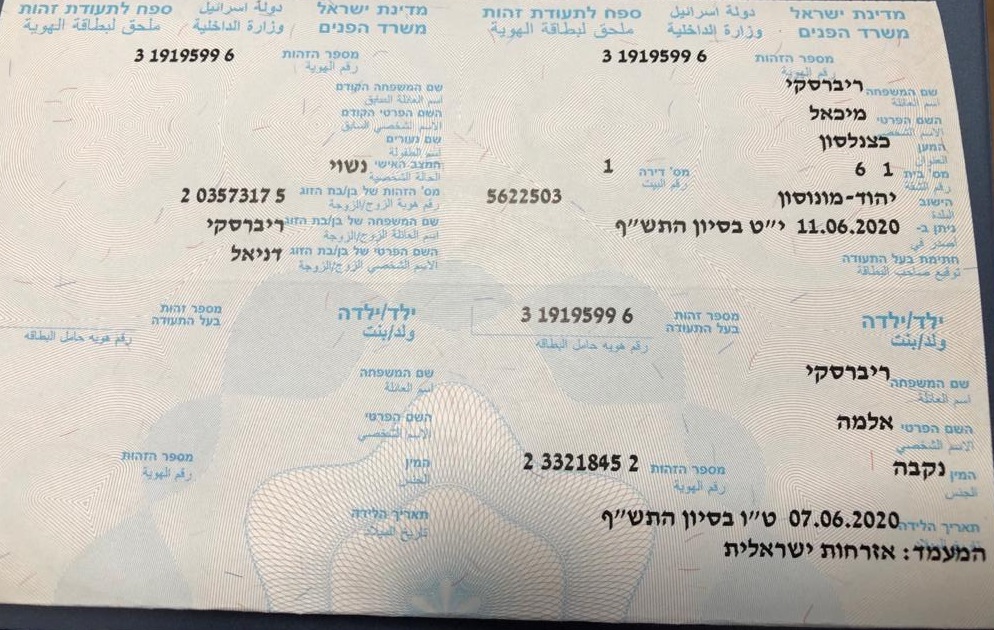 מדינת ישראל دولة اسرائيل ספח לתעודת זהות
משרד הפנים وزارة الداخلية ملحق لبطاقة الهوية
מספר הזהות 3 1919599 6
رقم الهوية
שם המשפחה ריברסקי
اسم العائلة
השם הפרטי מיכאל
الاسم الشخصي
המען כצנלסון
العنوان
מס' בית 1 6 מס' דירה 1
رقم الشقة رقم البيت
הישוב יהוד-מונוסון 5622503
البلدة
ניתן ב- 11.06.2020 י"ט בסיון התש"ף
أصدر في
חתימת בעל התעודה
توقيع صاحب البطاقة
מדינת ישראל دولة اسرائيل ספח לתעודת זהות
משרד הפנים وزارة الداخلية ملحق لبطاقة الهوية
מספר הזהות 3 1919599 6
رقم الهوية
שם המשפחה הקודם
اسم العائلة السابق
השם הפרטי הקודם
الاسم الشخصي السابق
שם נעורים
اسم الطفولة
המצב האישי נשוי
الحالة الشخصية
מס' הזהות של בן/בת הזוג 2 0357317 5
رقم هوية الزوج/الزوجة
שם המשפחה של בן/בת הזוג ריברסקי
اسم العائلة الزوج/الزوجة
השם הפרטי של בן/בת הזוג דניאל
الاسم الشخصي الزوج/الزوجة
ילד/ילדה מספר זהות 3 1919599 6
ولد/بنت בעל התעודה
رقم هويه حامل البطاقه
שם המשפחה ריברסקי
اسم العائلة
השם הפרטי אלמה
الاسم الشخصي
המין נקבה מספר הזהות 2 3321845 2
الجنس رقم الهوية
תאריך הלידה 07.06.2020 ט"ו בסיון התש"ף
המעמד: אזרחות ישראלית
ילד/ילדה מספר זהות
ولد/بنت בעל התעודה
رقم هويه حامل البطاقه
שם המשפחה
اسم العائلة
השם הפרטי
الاسم الشخصي
המין מספר הזהות
الجنس رقم الهوية
תאריך הלידה
تاريخ الميلاد